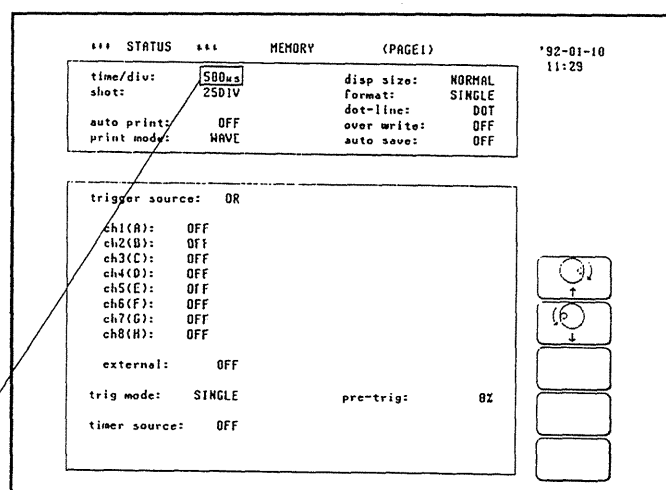 *** STATUS *** MEMORY (PAGE1) '92-01-10
11:29
time/div: 500µs disp size: NORMAL
shot: 25DIV format: SINGLE
dot-line: DOT
auto print: OFF over write: OFF
print mode: WAVE auto save: OFF
trigger source: OR
ch1(A): OFF
ch2(B): OFF
ch3(C): OFF
ch4(D): OFF
ch5(E): OFF
ch6(F): OFF
ch7(G): OFF
ch8(H): OFF
external: OFF
trig mode: SINGLE pre-trig: 0%
timer source: OFF